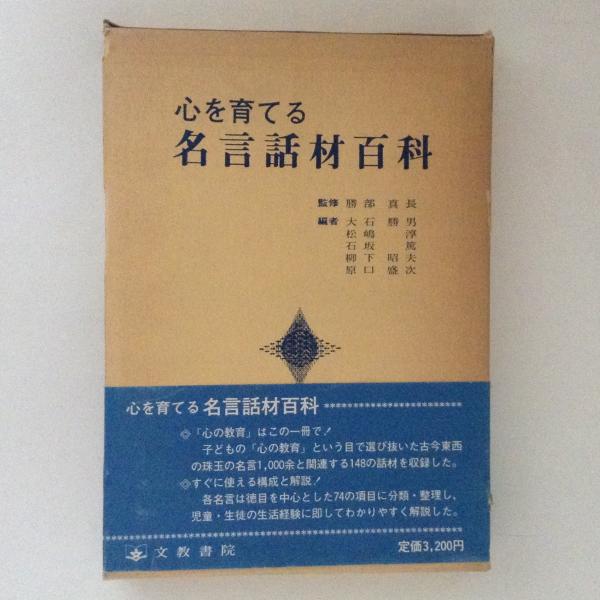 心を育てる
名言話材百科
監修 勝部真長
編者 大石勝男
松嶋淳
石坂篤
柳下昭夫
原口盛次
心を育てる 名言話材百科
◇「心の教育」はこの一冊で！
子どもの「心の教育」という目で選び抜いた古今東西
の珠玉の名言1,000余と関連する148の話材を収録した。
◇すぐに使える構成と解説！
各名言は徳目を中心とした74の項目に分類・整理し、
児童・生徒の生活経験に即してわかりやすく解説した。
文教書院 定価3,200円